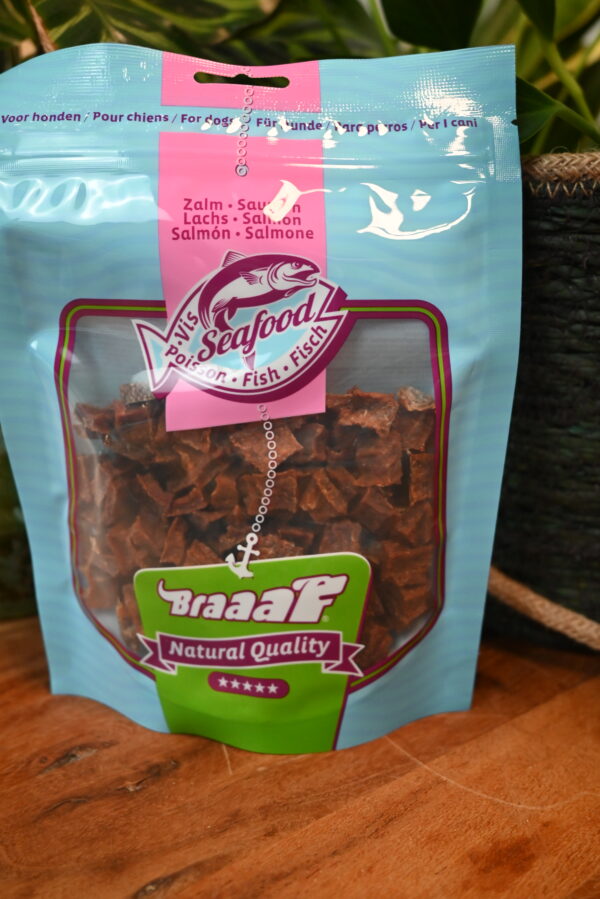 Voor honden / Pour chiens / For dogs / Für Hunde / Para perros / Per i cani
Zalm • Saumon
Lachs • Salmon
Salmón • Salmone
Seafood
• Vis
Poisson • Fish • Fisch
Braaaf®
Natural Quality